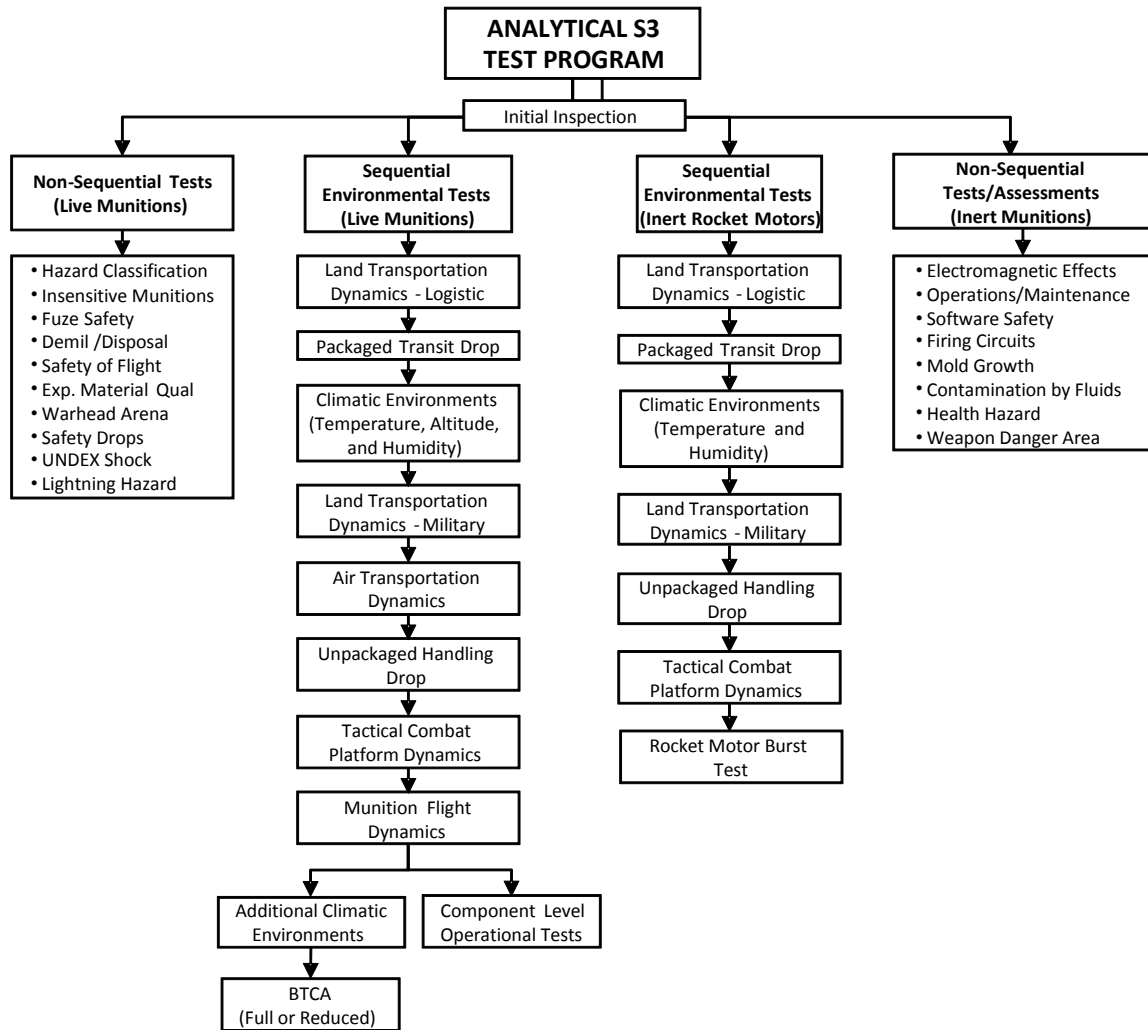 ANALYTICAL S3
TEST PROGRAM
Initial Inspection
Non-Sequential Tests
(Live Munitions)
• Hazard Classification
• Insensitive Munitions
• Fuze Safety
• Demil /Disposal
• Safety of Flight
• Exp. Material Qual
• Warhead Arena
• Safety Drops
• UNDEX Shock
• Lightning Hazard
Sequential
Environmental Tests
(Live Munitions)
Land Transportation
Dynamics - Logistic
Packaged Transit Drop
Climatic Environments
(Temperature, Altitude,
and Humidity)
Land Transportation
Dynamics - Military
Air Transportation
Dynamics
Unpackaged Handling
Drop
Tactical Combat
Platform Dynamics
Munition Flight
Dynamics
Additional Climatic
Environments
BTCA
(Full or Reduced)
Component Level
Operational Tests
Sequential
Environmental Tests
(Inert Rocket Motors)
Land Transportation
Dynamics - Logistic
Packaged Transit Drop
Climatic Environments
(Temperature and
Humidity)
Land Transportation
Dynamics - Military
Unpackaged Handling
Drop
Tactical Combat
Platform Dynamics
Rocket Motor Burst
Test
Non-Sequential
Tests/Assessments
(Inert Munitions)
• Electromagnetic Effects
• Operations/Maintenance
• Software Safety
• Firing Circuits
• Mold Growth
• Contamination by Fluids
• Health Hazard
• Weapon Danger Area